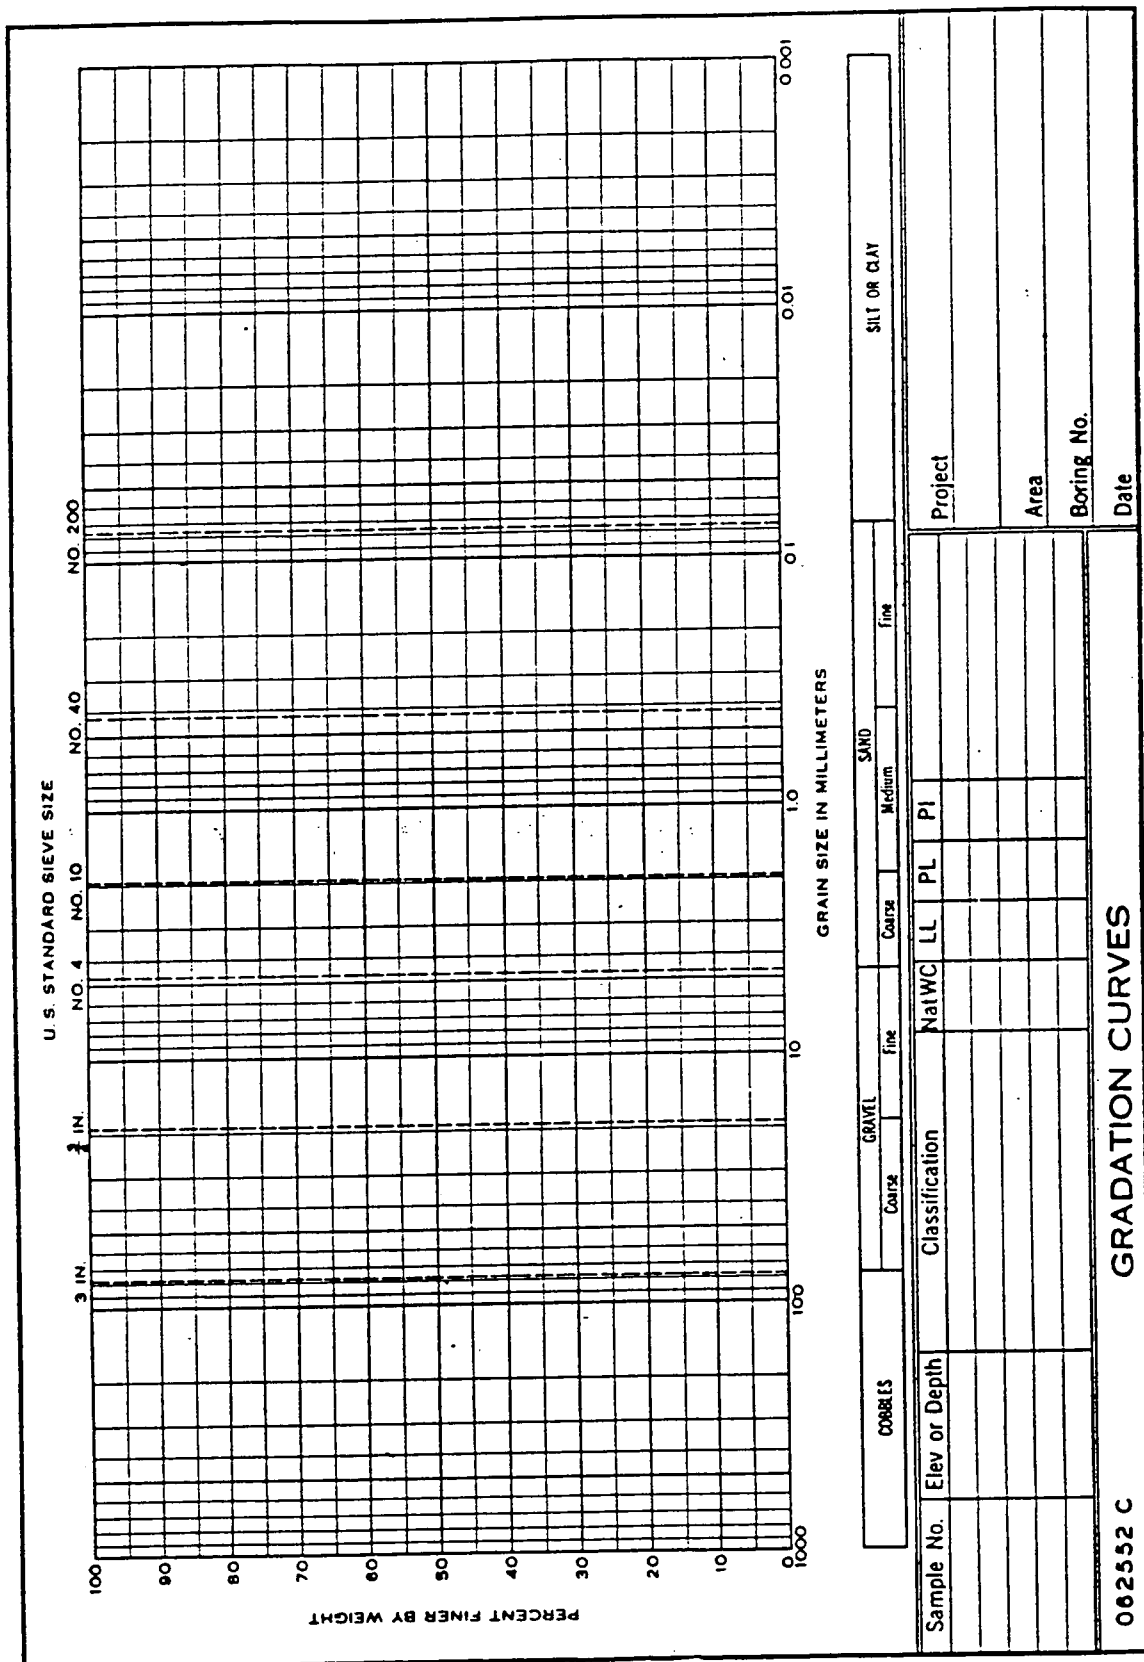 U.S. STANDARD SIEVE SIZE
3 IN. 3/4 IN. NO. 4 NO. 10 NO. 40 NO. 200
PERCENT FINER BY WEIGHT
100
90
80
70
60
50
40
30
20
10
0
1000 100 10 1.0 0.1 0.01 0.001
GRAIN SIZE IN MILLIMETERS
COBBLES GRAVEL SAND SILT OR CLAY
Coarse Fine Coarse Medium Fine
Sample No. Elev or Depth Classification Nat WC LL PL PI
Project
Area
Boring No.
Date
GRADATION CURVES
062552 C